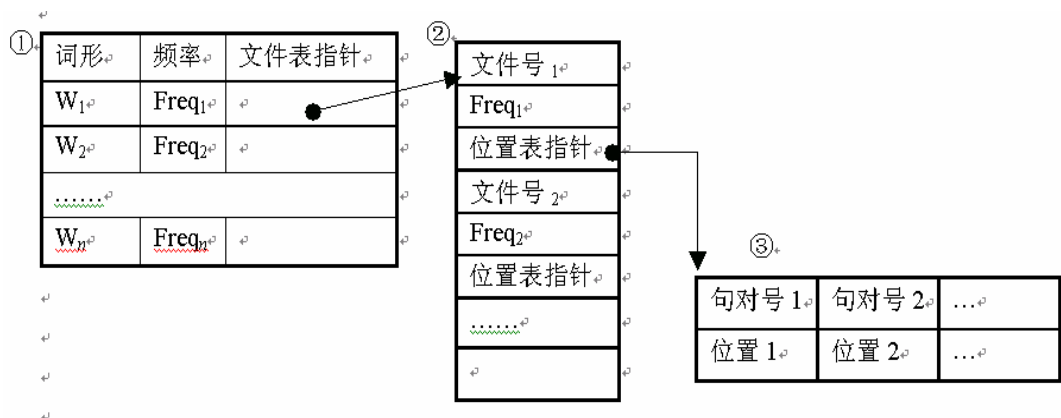 ①
词形 频率 文件表指针
W₁ Freq₁
W₂ Freq₂
……
Wₙ Freqₙ
②
文件号 ₁
Freq₁
位置表指针
文件号 ₂
Freq₂
位置表指针
……
③
句对号 1 句对号 2 …
位置 1 位置 2 …